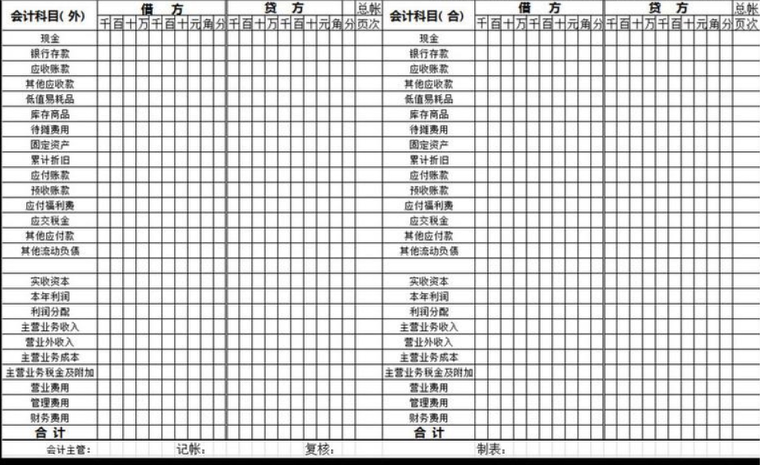 会计科目(外) 借 方 贷 方 总帐 会计科目(合) 借 方 贷 方 总帐
千百十万千百十元角分 千百十万千百十元角分 页次 千百十万千百十元角分 千百十万千百十元角分 页次
现金 现金
银行存款 银行存款
应收账款 应收账款
其他应收款 其他应收款
低值易耗品 低值易耗品
库存商品 库存商品
待摊费用 待摊费用
固定资产 固定资产
累计折旧 累计折旧
应付账款 应付账款
预收账款 预收账款
应付福利费 应付福利费
应交税金 应交税金
其他应付款 其他应付款
其他流动负债 其他流动负债
实收资本 实收资本
本年利润 本年利润
利润分配 利润分配
主营业务收入 主营业务收入
营业外收入 营业外收入
主营业务成本 主营业务成本
主营业务税金及附加 主营业务税金及附加
营业费用 营业费用
管理费用 管理费用
财务费用 财务费用
合 计 合 计
会计主管： 记帐： 复核： 制表：